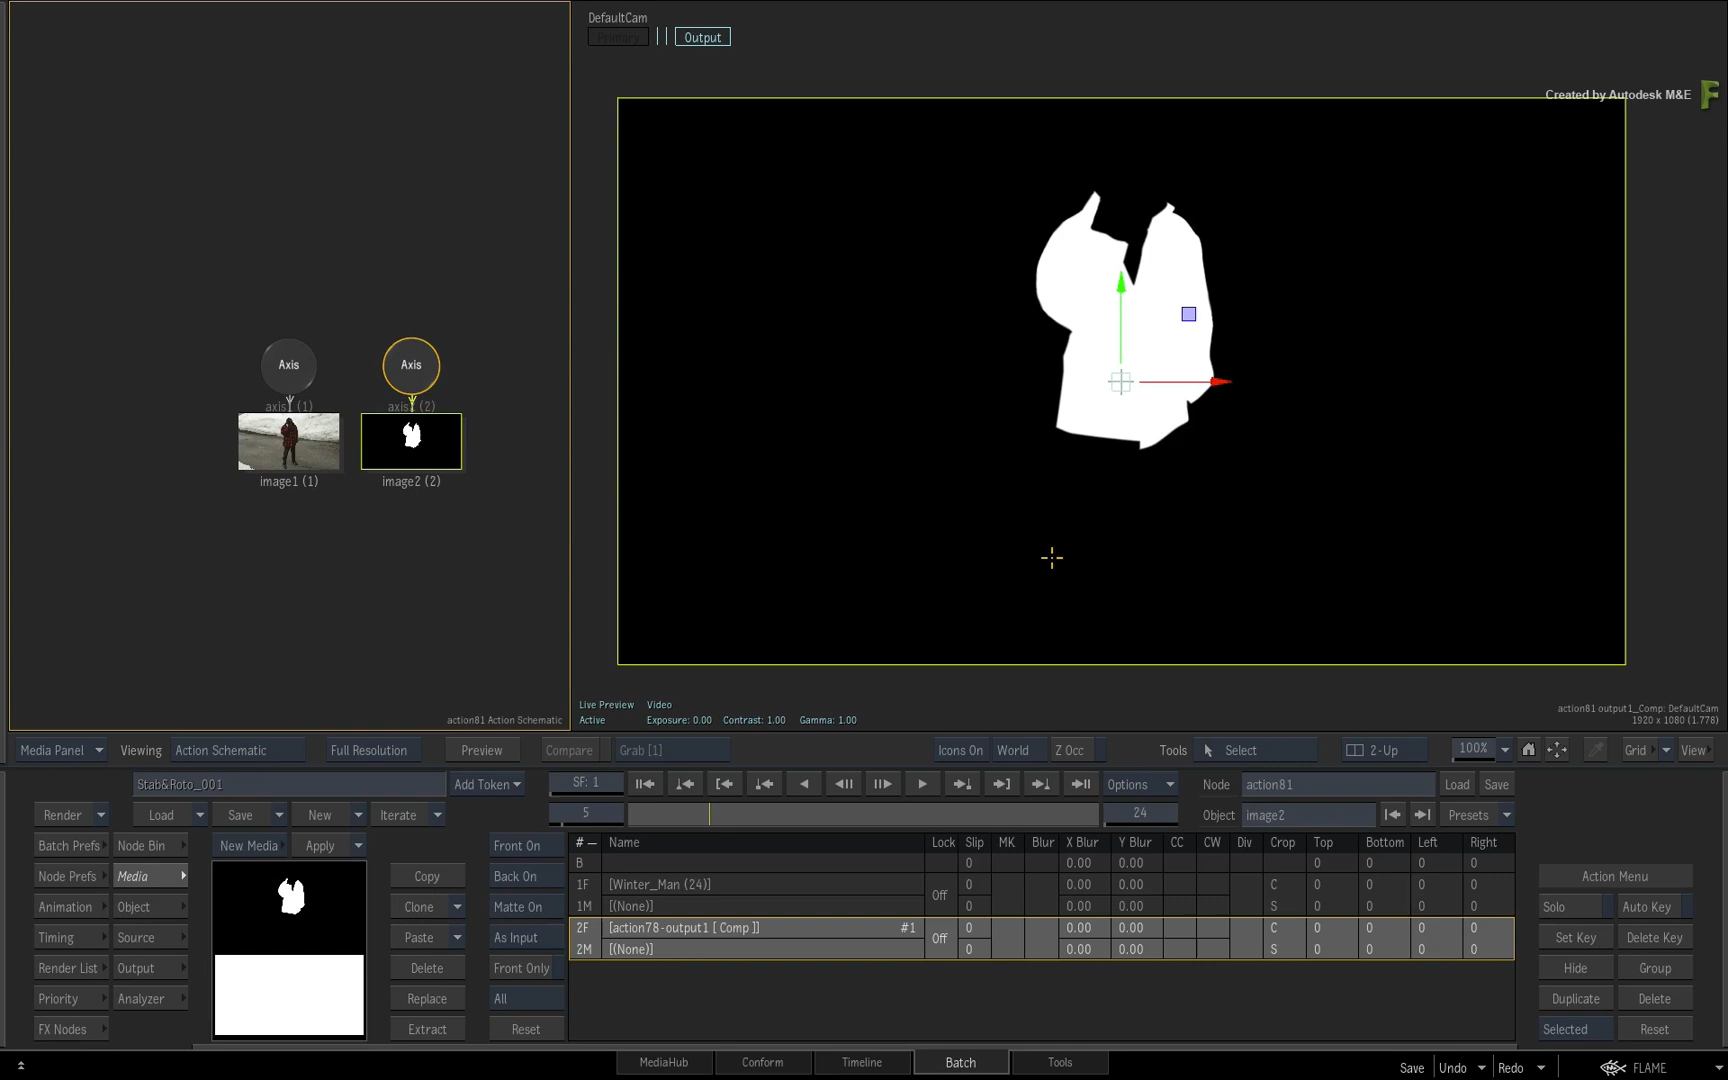 DefaultCam
Primary
Output
Created by Autodesk M&E
Axis
Axis
axis1 (1)
axis2 (2)
image1 (1)
image2 (2)
action81 Action Schematic
Live Preview Video
Active Exposure: 0.00 Contrast: 1.00 Gamma: 1.00
action81 output1_Comp: DefaultCam
1920 x 1080 (1.778)
Media Panel Viewing Action Schematic Full Resolution Preview Compare Grab [1] Icons On World Z Occ Tools Select 2-Up 100% Grid View
Stab&Roto_001 Add Token SF: 1 Options Node action81 Load Save
Render Load Save New Iterate 5 24 Object image2 Presets
Batch Prefs Node Bin New Media Apply Front On # Name Lock Slip MK Blur X Blur Y Blur CC CW Div Crop Top Bottom Left Right
B 0 0.00 0.00 0 0 0 0
Node Prefs Media Copy Back On 1F [Winter_Man (24)] Off 0 0.00 0.00 C 0 0 0 0 Action Menu
Animation Object Clone Matte On 1M [(None)] 0 0.00 0.00 S 0 0 0 0 Solo Auto Key
Timing Source Paste As Input 2F [action78-output1 [ Comp ]] #1 Off 0 0.00 0.00 C 0 0 0 0 Set Key Delete Key
2M [(None)] 0 0.00 0.00 S 0 0 0 0
Render List Output Delete Front Only Hide Group
Priority Analyzer Replace All Duplicate Delete
FX Nodes Extract Reset Selected Reset
MediaHub Conform Timeline Batch Tools Save Undo Redo FLAME